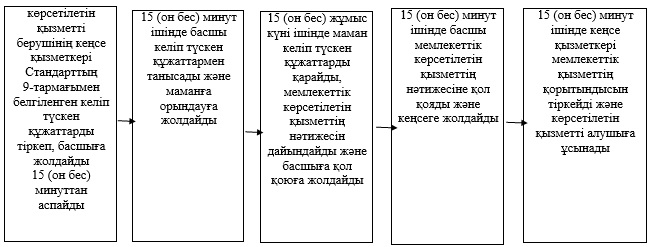 көрсетілетін
қызметті
берушінің кеңсе
қызметкері
Стандарттың
9-тармағымен
белгіленген келіп
түскен
құжаттарды
тіркеп, басшыға
жолдайды
15 (он бес)
минуттан
аспайды
15 (он бес) минут
ішінде басшы
келіп түскен
құжаттармен
танысады және
маманға
орындауға
жолдайды
15 (он бес) жұмыс
күні ішінде маман
келіп түскен
құжаттарды
қарайды,
мемлекеттік
көрсетілетін
қызметтің
нәтижесін
дайындайды және
басшыға қол
қоюға жолдайды
15 (он бес) минут
ішінде басшы
мемлекеттік
көрсетілетін
қызметтің
нәтижесіне қол
қояды және
кеңсеге жолдайды
15 (он бес) минут
ішінде кеңсе
қызметкері
мемлекеттік
қызметтің
қорытындысын
тіркейді және
көрсетілетін
қызметті алушыға
ұсынады